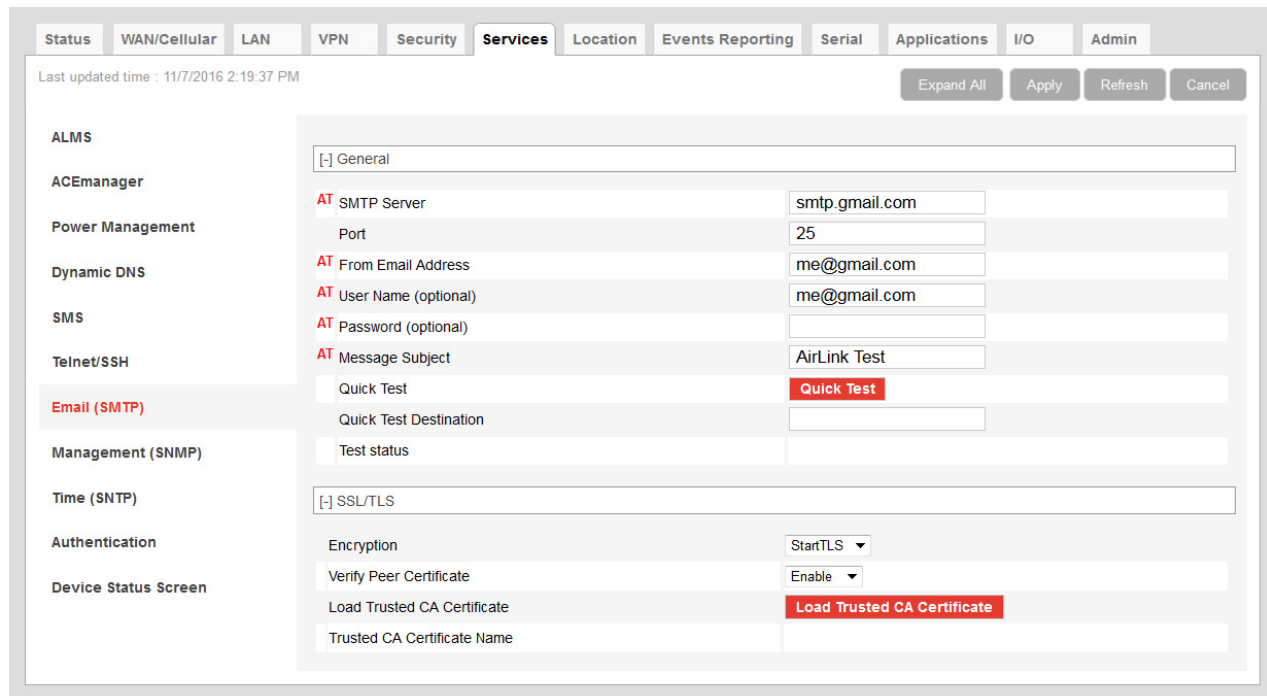 Status WAN/Cellular LAN VPN Security Services Location Events Reporting Serial Applications I/O Admin
Last updated time : 11/7/2016 2:19:37 PM
Expand All Apply Refresh Cancel
ALMS
ACEmanager
Power Management
Dynamic DNS
SMS
Telnet/SSH
Email (SMTP)
Management (SNMP)
Time (SNTP)
Authentication
Device Status Screen
[-] General
AT SMTP Server smtp.gmail.com
Port 25
AT From Email Address me@gmail.com
AT User Name (optional) me@gmail.com
AT Password (optional)
AT Message Subject AirLink Test
Quick Test Quick Test
Quick Test Destination
Test status
[-] SSL/TLS
Encryption StartTLS
Verify Peer Certificate Enable
Load Trusted CA Certificate Load Trusted CA Certificate
Trusted CA Certificate Name